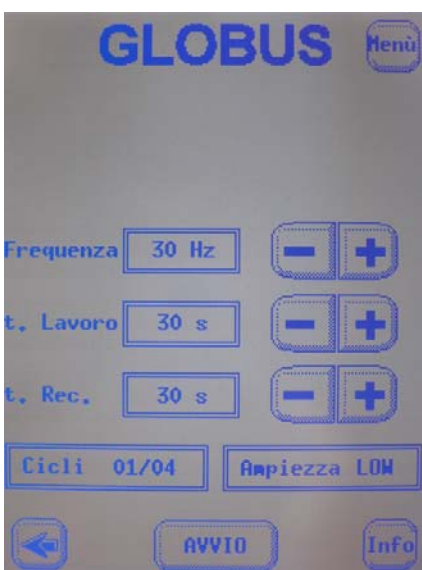 GLOBUS Menù
Frequenza 30 Hz - +
t. Lavoro 30 s - +
t. Rec. 30 s - +
Cicli 01/04 Ampiezza LOW
AVVIO Info